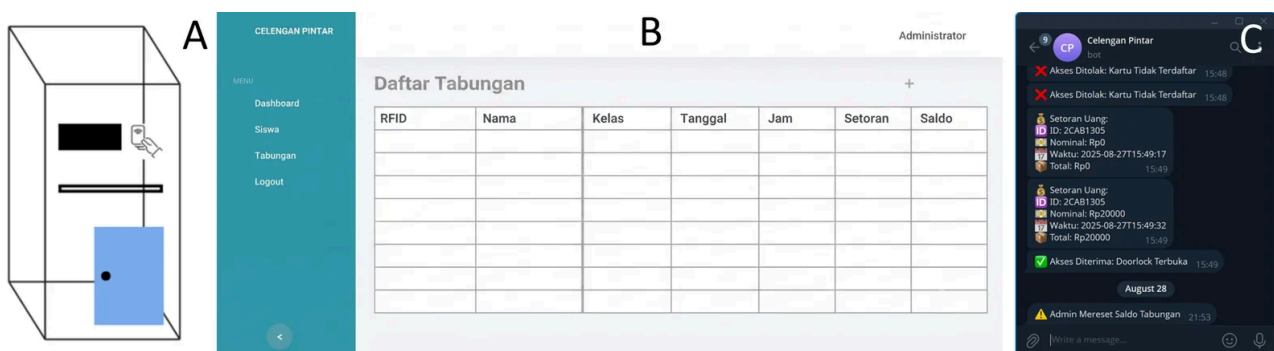 A
CELENGAN PINTAR
MENU
Dashboard
Siswa
Tabungan
Logout
<
B
Administrator
Daftar Tabungan
+
RFID Nama Kelas Tanggal Jam Setoran Saldo
C
9
CP
Celengan Pintar
bot
Akses Ditolak: Kartu Tidak Terdaftar 15:48
Akses Ditolak: Kartu Tidak Terdaftar 15:48
Setoran Uang:
ID ID: 2CAB1305
Nominal: Rp0
17 Waktu: 2025-08-27T15:49:17
Total: Rp0 15:49
Setoran Uang:
ID ID: 2CAB1305
Nominal: Rp20000
17 Waktu: 2025-08-27T15:49:32
Total: Rp20000 15:49
Akses Diterima: Doorlock Terbuka 15:49
August 28
Admin Mereset Saldo Tabungan 21:53
Write a message...